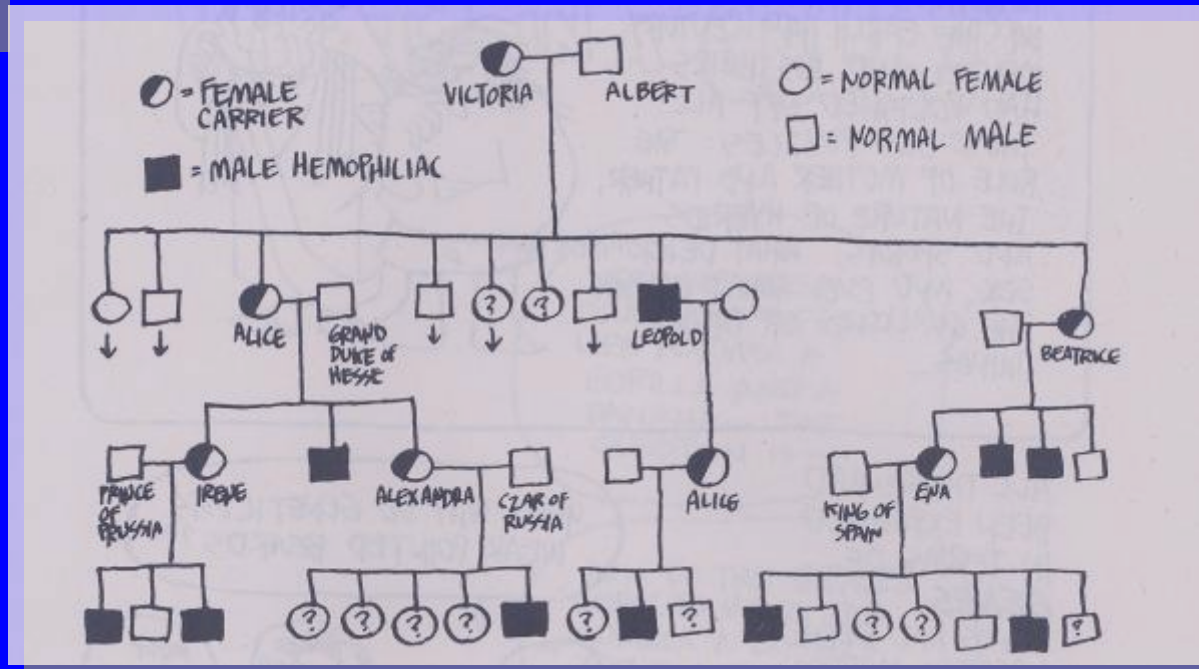 VICTORIA
ALBERT
= FEMALE
CARRIER
= MALE HEMOPHILIAC
= NORMAL FEMALE
= NORMAL MALE
? ?
ALICE
GRAND
DUKE of
HESSE
LEOPOLD
BEATRICE
PRINCE
OF
PRUSSIA
IRENE
ALEXANDRA
CZAR OF
RUSSIA
ALICE
KING OF
SPAIN
ENA
? ? ? ? ? ? ? ? ?